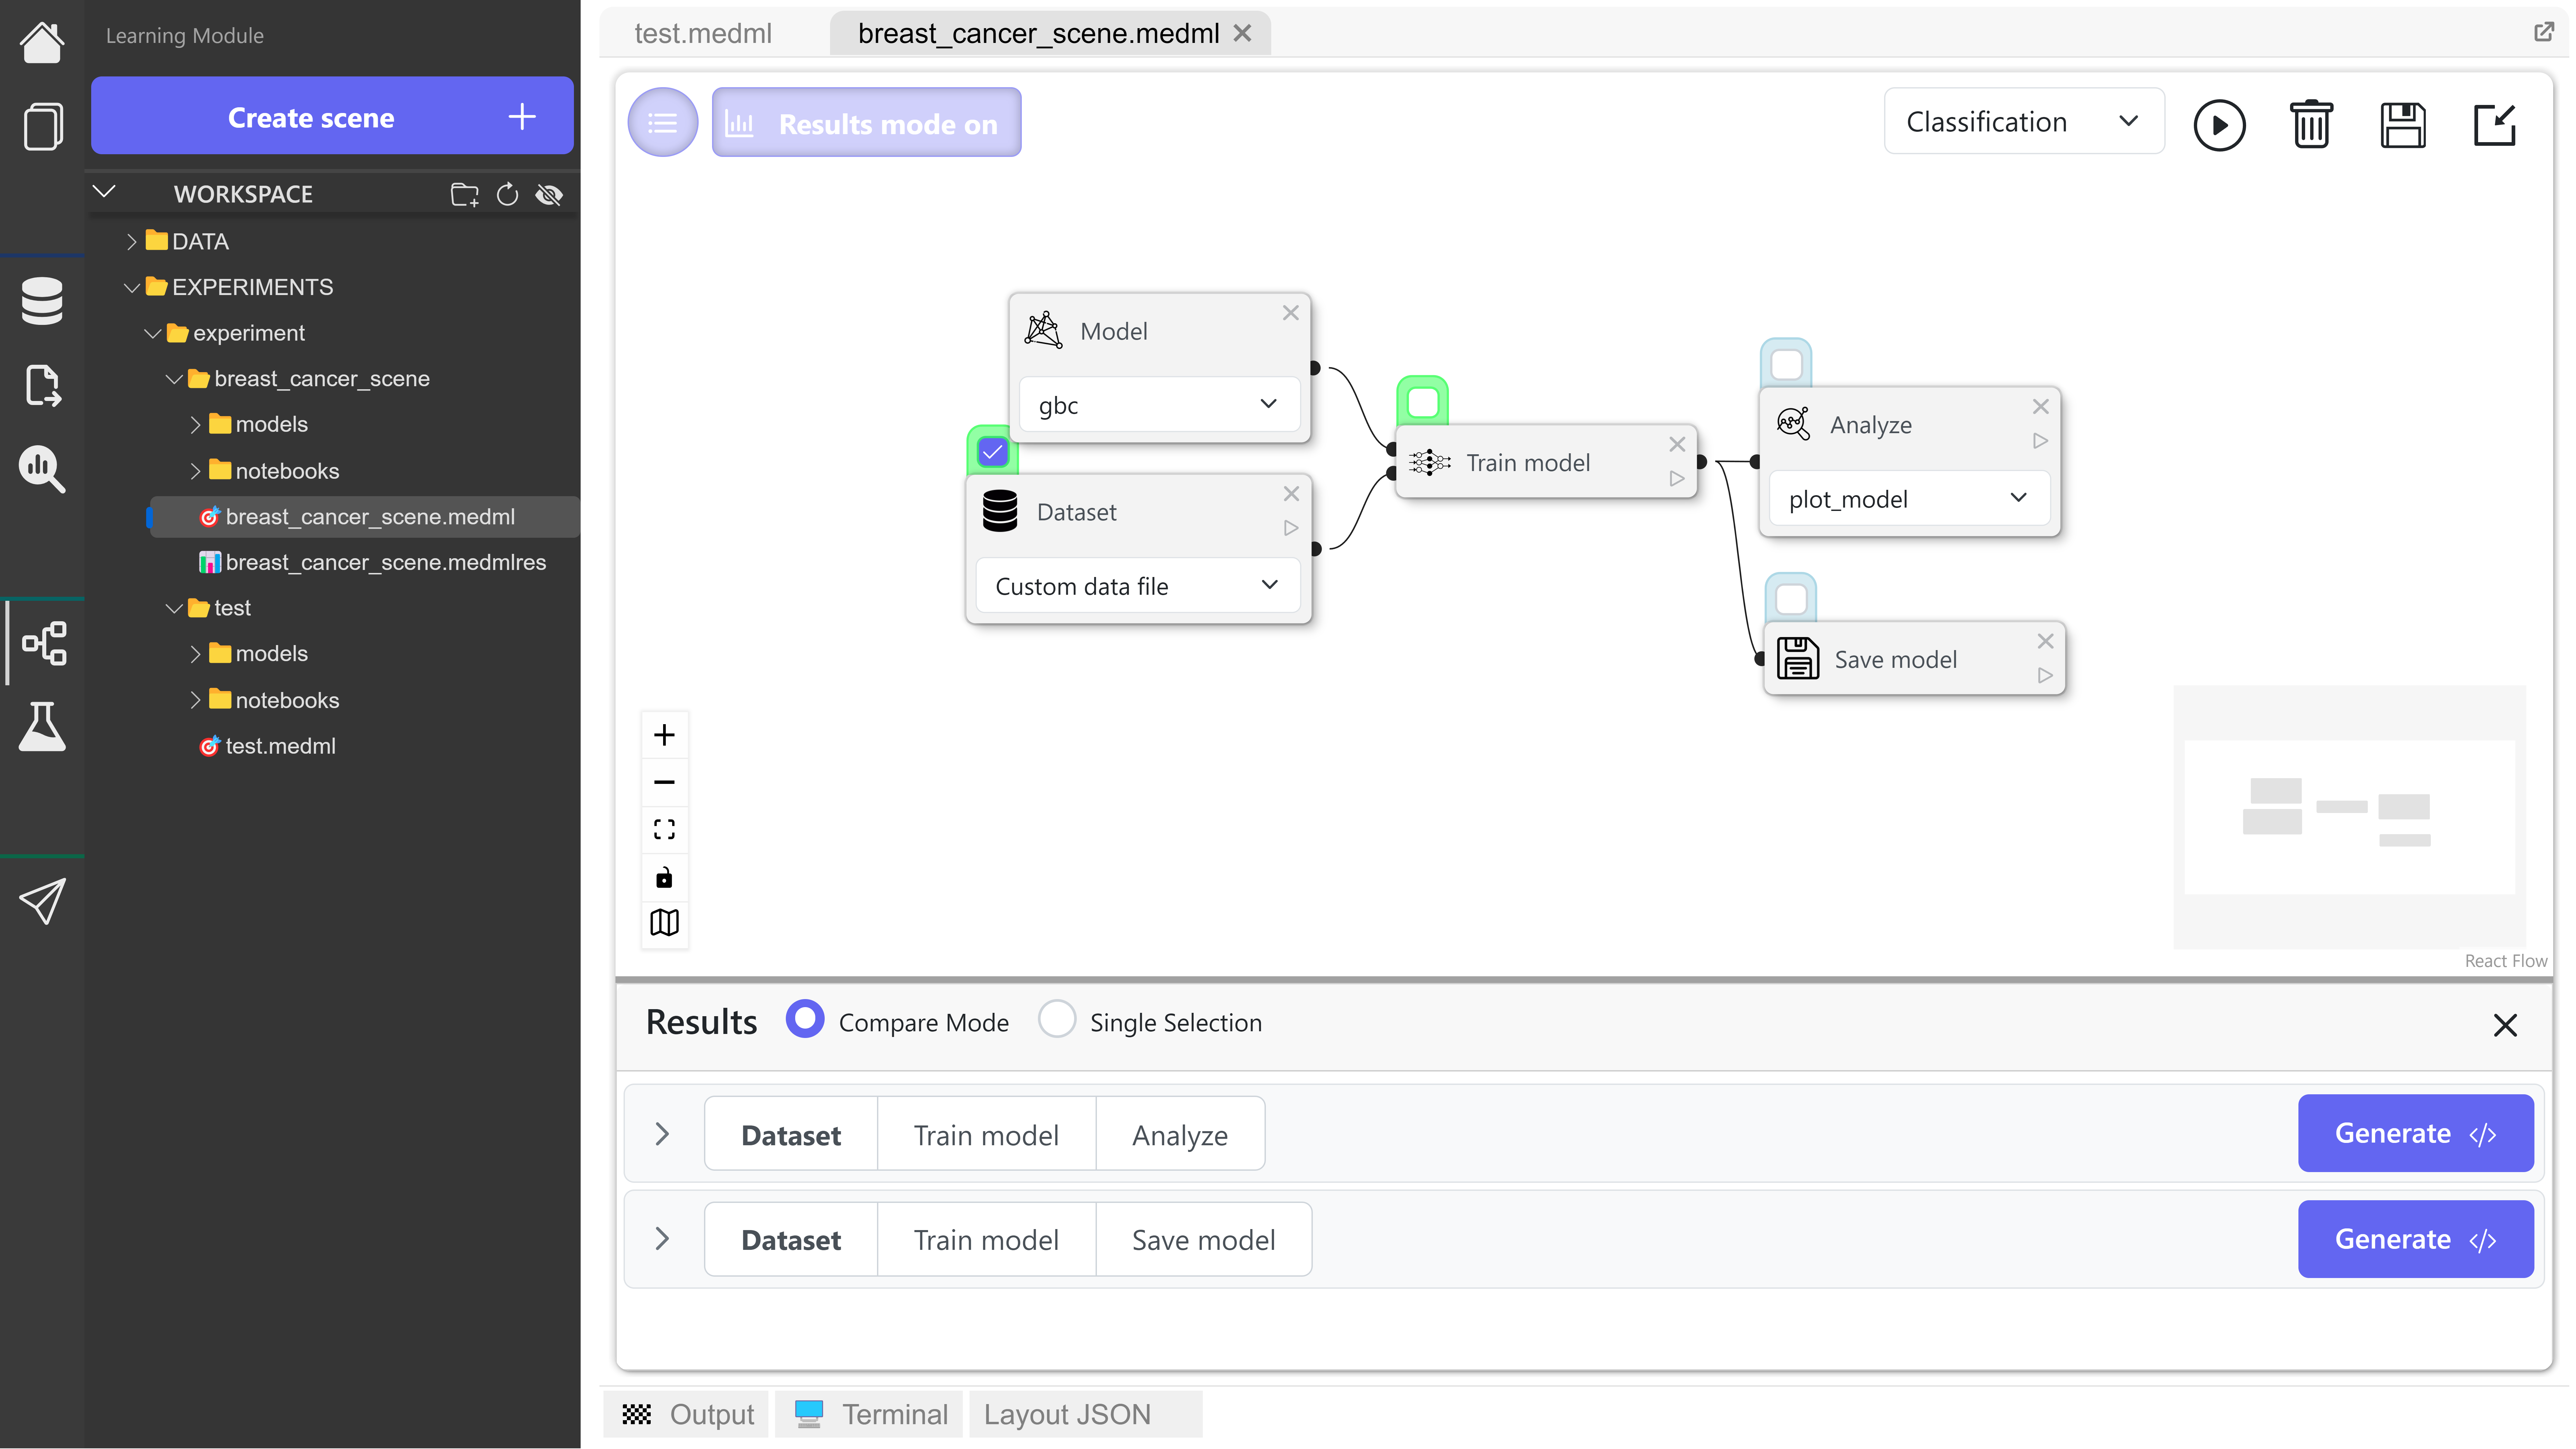 Learning Module
Create scene
WORKSPACE
DATA
EXPERIMENTS
experiment
breast_cancer_scene
models
notebooks
breast_cancer_scene.medml
breast_cancer_scene.medmlres
test
models
notebooks
test.medml
test.medml
breast_cancer_scene.medml
Results mode on
Classification
Model
gbc
Dataset
Custom data file
Train model
Analyze
plot_model
Save model
React Flow
Results
Compare Mode
Single Selection
Dataset
Train model
Analyze
Generate </>
Dataset
Train model
Save model
Generate </>
Output
Terminal
Layout JSON